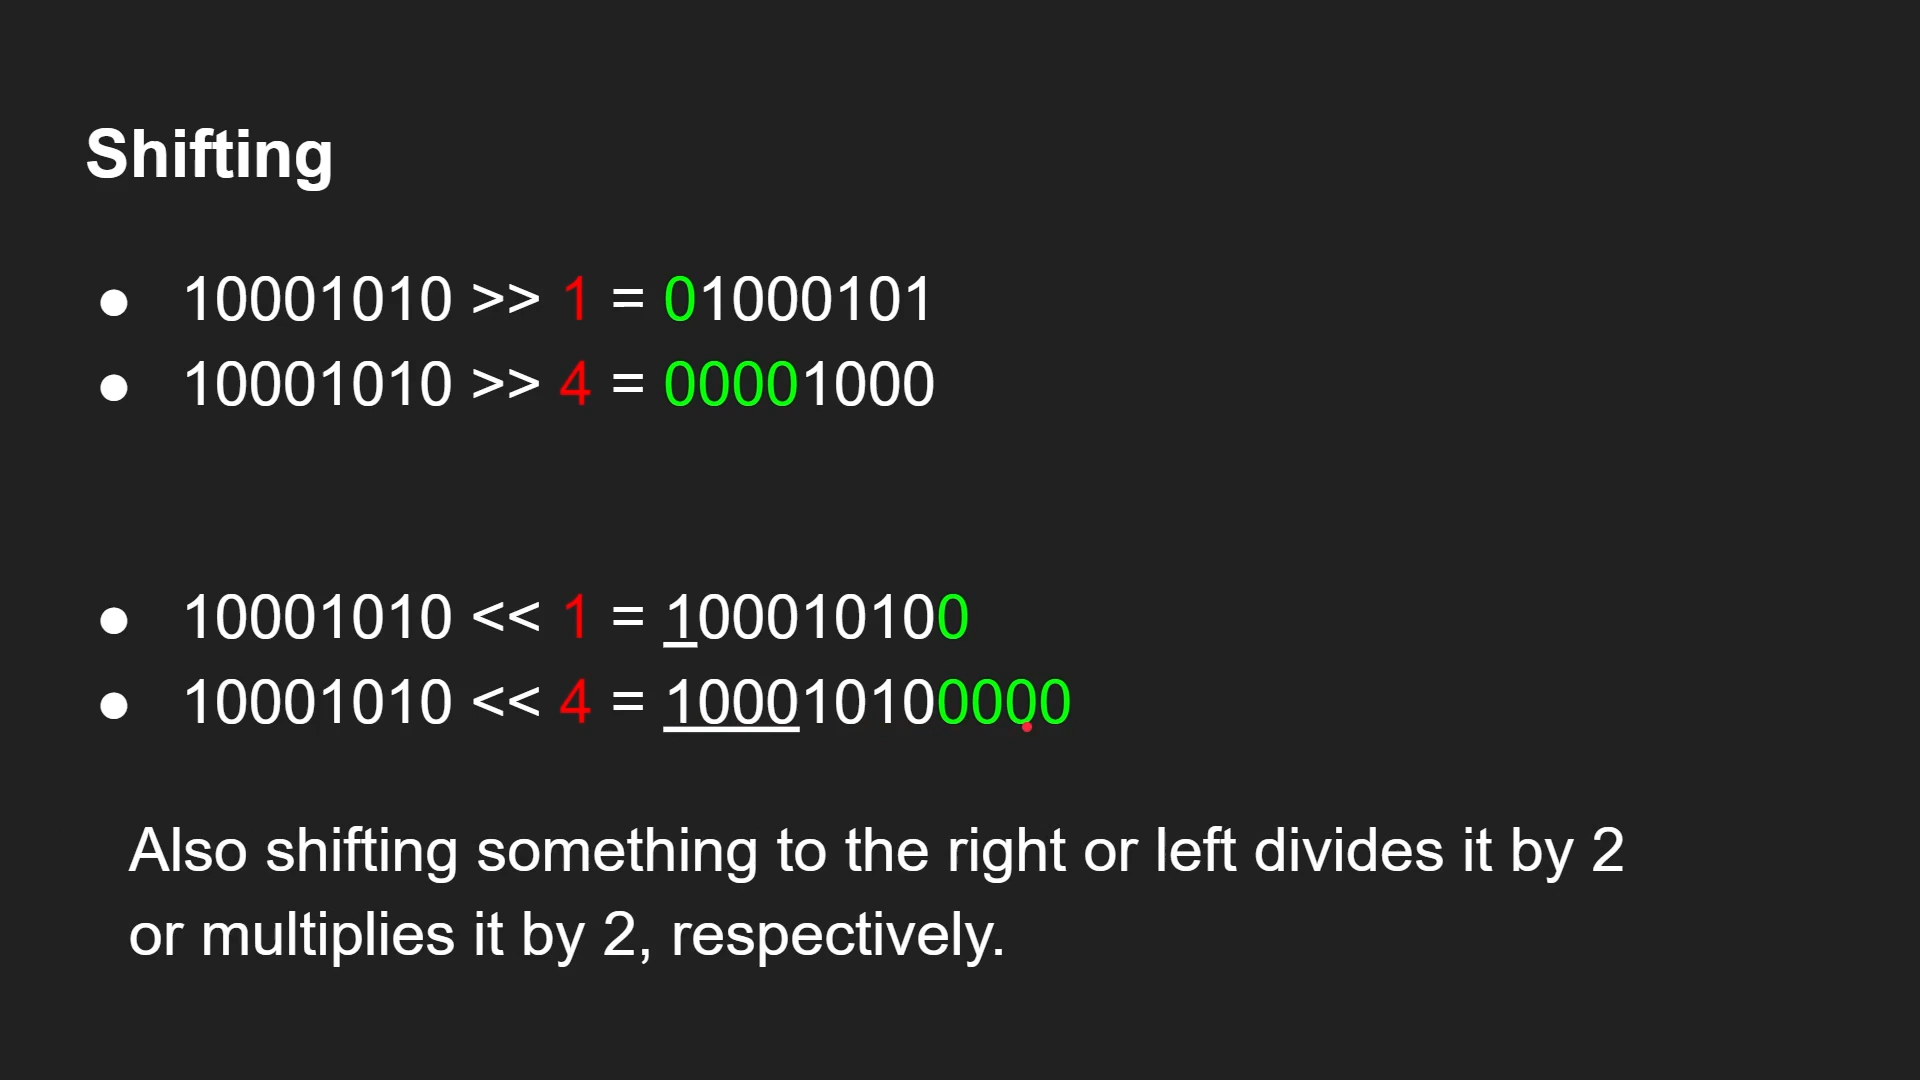 Shifting
● 10001010 >> 1 = 01000101
● 10001010 >> 4 = 00001000
● 10001010 << 1 = 100010100
● 10001010 << 4 = 100010100000
Also shifting something to the right or left divides it by 2
or multiplies it by 2, respectively.